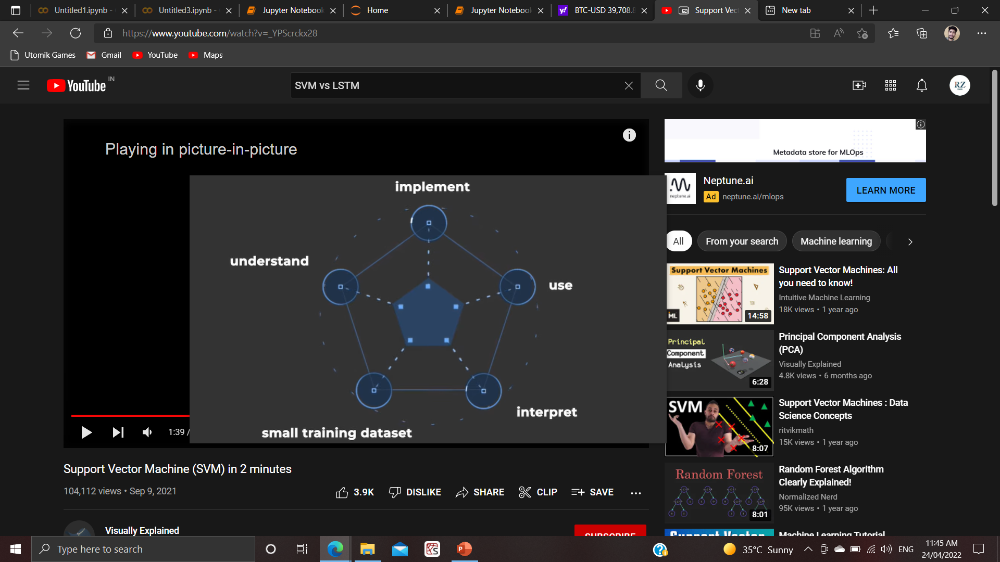 Untitled1.ipynb -
Untitled3.ipynb -
Jupyter Notebook
Home
Jupyter Notebook
BTC-USD 39,708.8
Support Vec
New tab
https://www.youtube.com/watch?v=_YPScrckx28
Utomik Games
Gmail
YouTube
Maps
YouTube IN
SVM vs LSTM
RZ
Playing in picture-in-picture
implement
understand
use
interpret
small training dataset
1:39 /
Support Vector Machine (SVM) in 2 minutes
104,112 views • Sep 9, 2021
3.9K
DISLIKE
SHARE
CLIP
SAVE
Visually Explained
SUBSCRIBE
Metadata store for MLOps
neptune.ai
Neptune.ai
Ad neptune.ai/mlops
LEARN MORE
All
From your search
Machine learning
Support Vector Machines
ML
14:58
Support Vector Machines: All
you need to know!
Intuitive Machine Learning
18K views • 1 year ago
Principal
Component
Analysis
6:28
Principal Component Analysis
(PCA)
Visually Explained
4.8K views • 6 months ago
SVM
8:07
Support Vector Machines : Data
Science Concepts
ritvikmath
15K views • 1 year ago
Random Forest
8:01
Random Forest Algorithm
Clearly Explained!
Normalized Nerd
95K views • 1 year ago
Support Vector
Machine Learning Tutorial
Type here to search
35°C Sunny
ENG
11:45 AM
24/04/2022